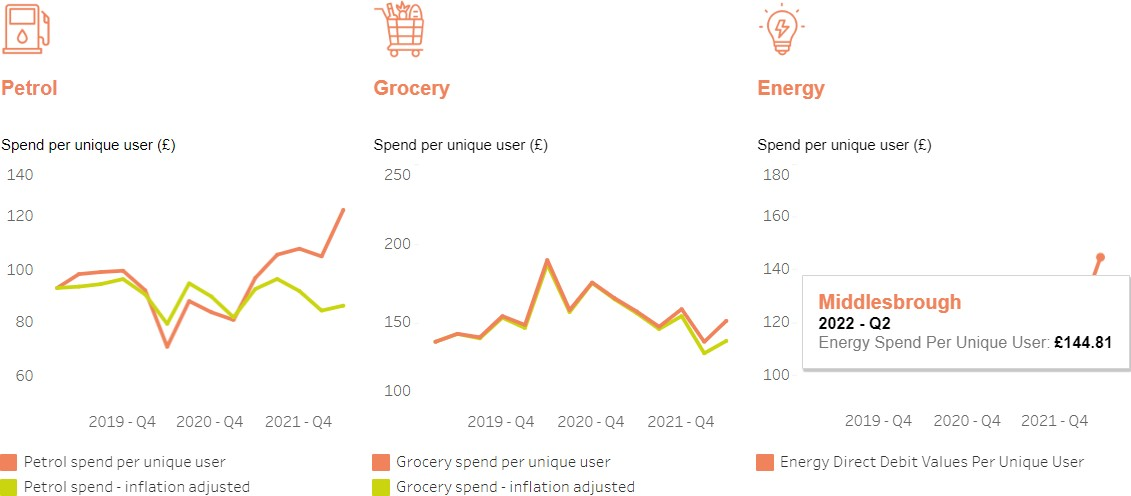 Petrol
Spend per unique user (£)
140
120
100
80
60
2019 - Q4 2020 - Q4 2021 - Q4
Petrol spend per unique user
Petrol spend - inflation adjusted
Grocery
Spend per unique user (£)
250
200
150
100
2019 - Q4 2020 - Q4 2021 - Q4
Grocery spend per unique user
Grocery spend - inflation adjusted
Energy
Spend per unique user (£)
180
160
140
120
100
Middlesbrough
2022 - Q2
Energy Spend Per Unique User: £144.81
2019 - Q4 2020 - Q4 2021 - Q4
Energy Direct Debit Values Per Unique User